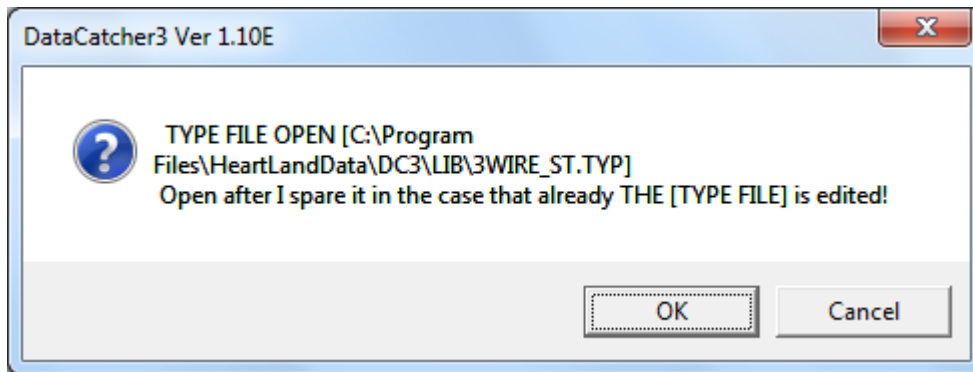 DataCatcher3 Ver 1.10E
TYPE FILE OPEN [C:\Program
Files\HeartLandData\DC3\LIB\3WIRE_ST.TYP]
Open after I spare it in the case that already THE [TYPE FILE] is edited!
OK
Cancel